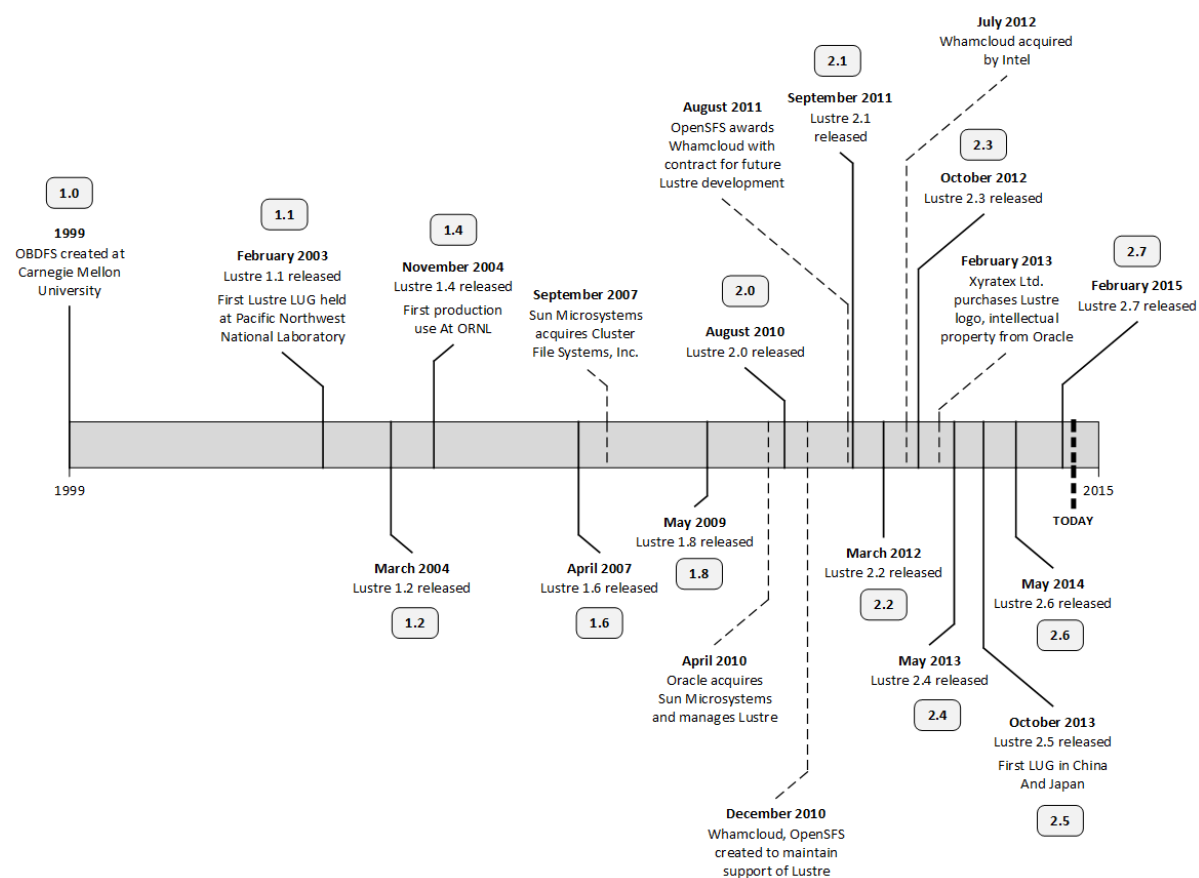 July 2012
Whamcloud acquired
by Intel
2.1
September 2011
Lustre 2.1
released
August 2011
OpenSFS awards
Whamcloud with
contract for future
Lustre development
2.3
October 2012
Lustre 2.3 released
1.0
1999
OBDFS created at
Carnegie Mellon
University
1.1
February 2003
Lustre 1.1 released
First Lustre LUG held
at Pacific Northwest
National Laboratory
1.4
November 2004
Lustre 1.4 released
First production
use At ORNL
September 2007
Sun Microsystems
acquires Cluster
File Systems, Inc.
2.0
August 2010
Lustre 2.0 released
February 2013
Xyratex Ltd.
purchases Lustre
logo, intellectual
property from Oracle
2.7
February 2015
Lustre 2.7 released
1999
2015
TODAY
March 2004
Lustre 1.2 released
1.2
April 2007
Lustre 1.6 released
1.6
May 2009
Lustre 1.8 released
1.8
March 2012
Lustre 2.2 released
2.2
May 2014
Lustre 2.6 released
2.6
April 2010
Oracle acquires
Sun Microsystems
and manages Lustre
May 2013
Lustre 2.4 released
2.4
October 2013
Lustre 2.5 released
First LUG in China
And Japan
2.5
December 2010
Whamcloud, OpenSFS
created to maintain
support of Lustre